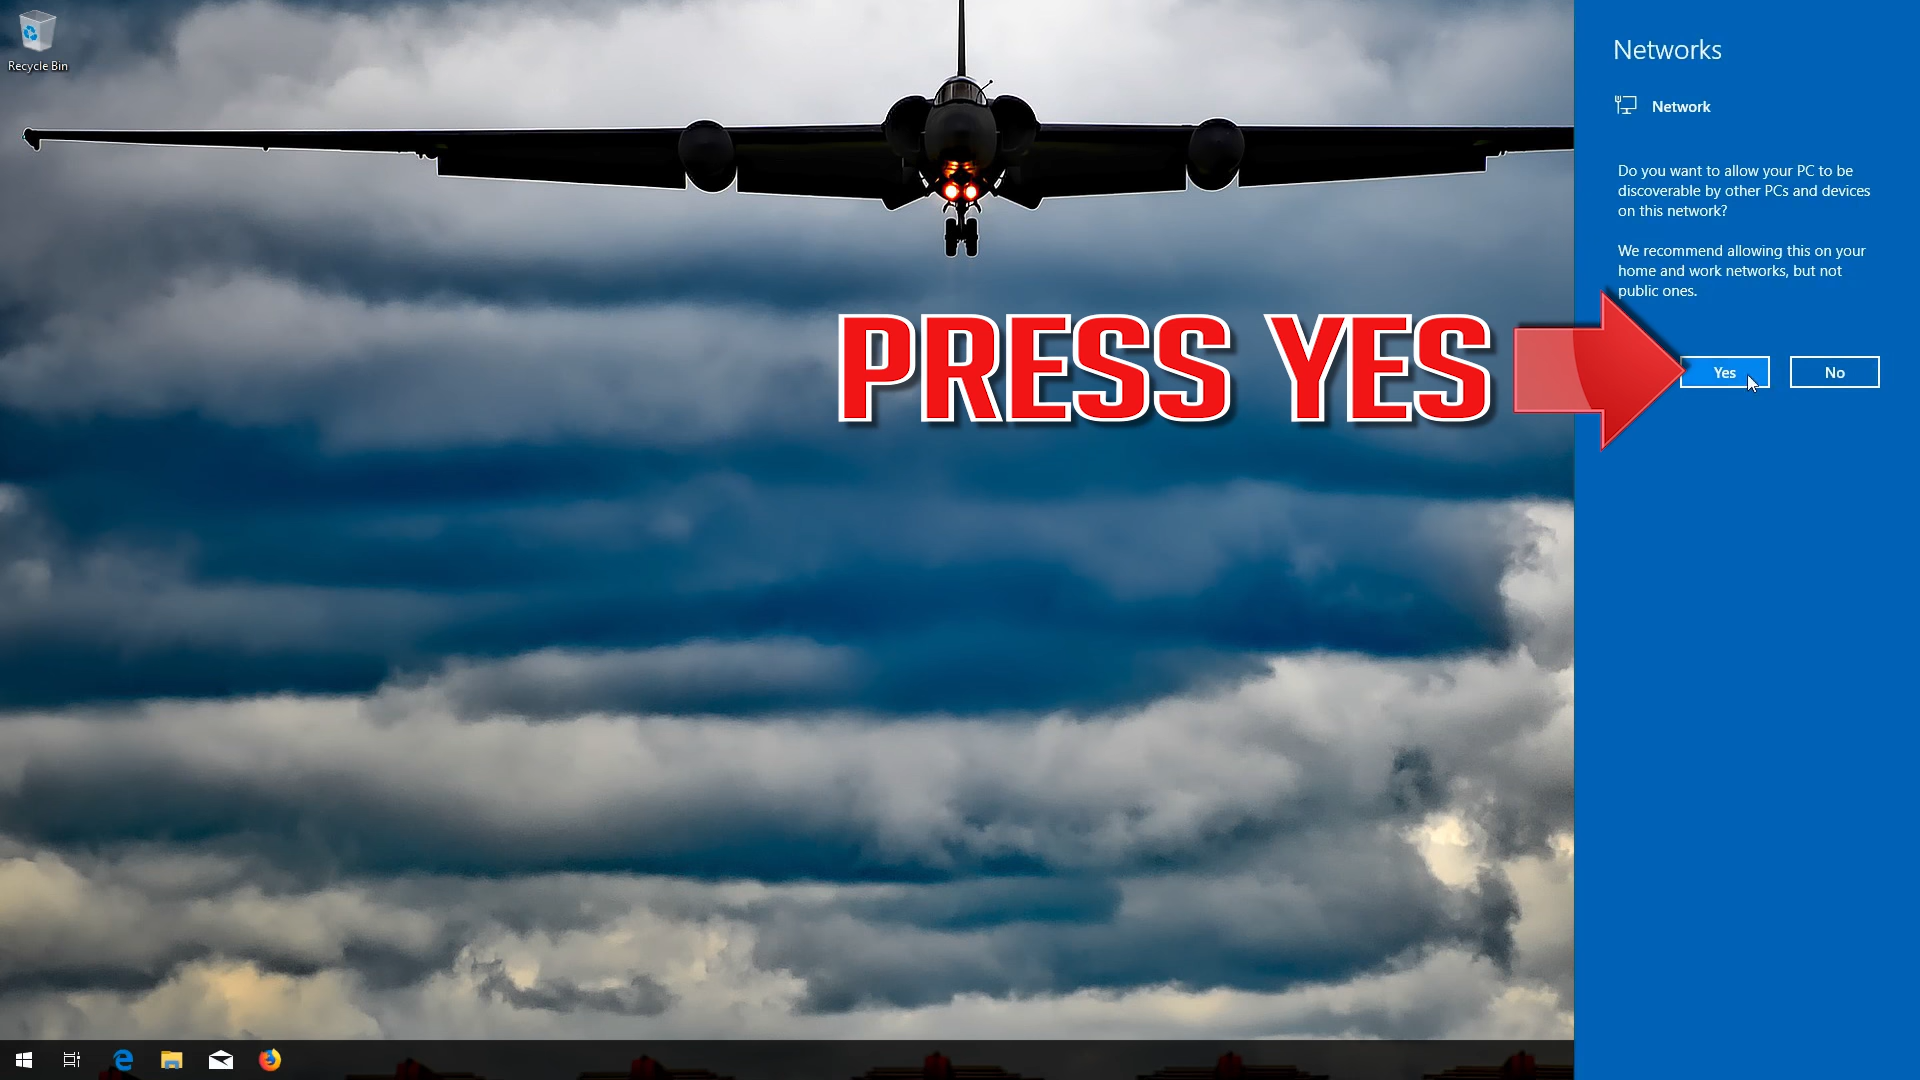 Recycle Bin
Networks
Network
Do you want to allow your PC to be
discoverable by other PCs and devices
on this network?
We recommend allowing this on your
home and work networks, but not
public ones.
PRESS YES
Yes
No